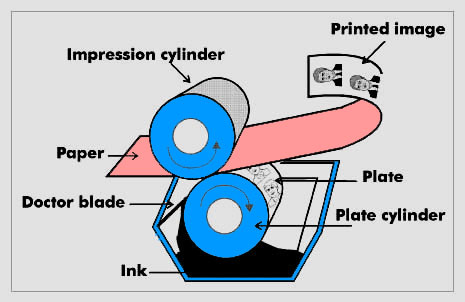 Printed image
Impression cylinder
Paper
Plate
Doctor blade
Plate cylinder
Ink